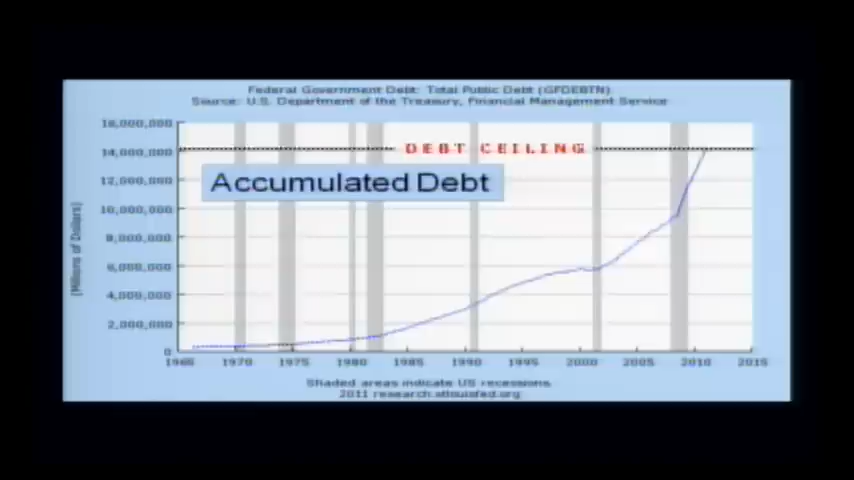 Federal Government Debt: Total Public Debt (GFDEBTN)
Source: U.S. Department of the Treasury, Financial Management Service
16,000,000
DEBT CEILING
14,000,000
Accumulated Debt
12,000,000
10,000,000
8,000,000
6,000,000
4,000,000
2,000,000
0
(Millions of Dollars)
1965 1970 1975 1980 1985 1990 1995 2000 2005 2010 2015
Shaded areas indicate US recessions.
2011 research.stlouisfed.org